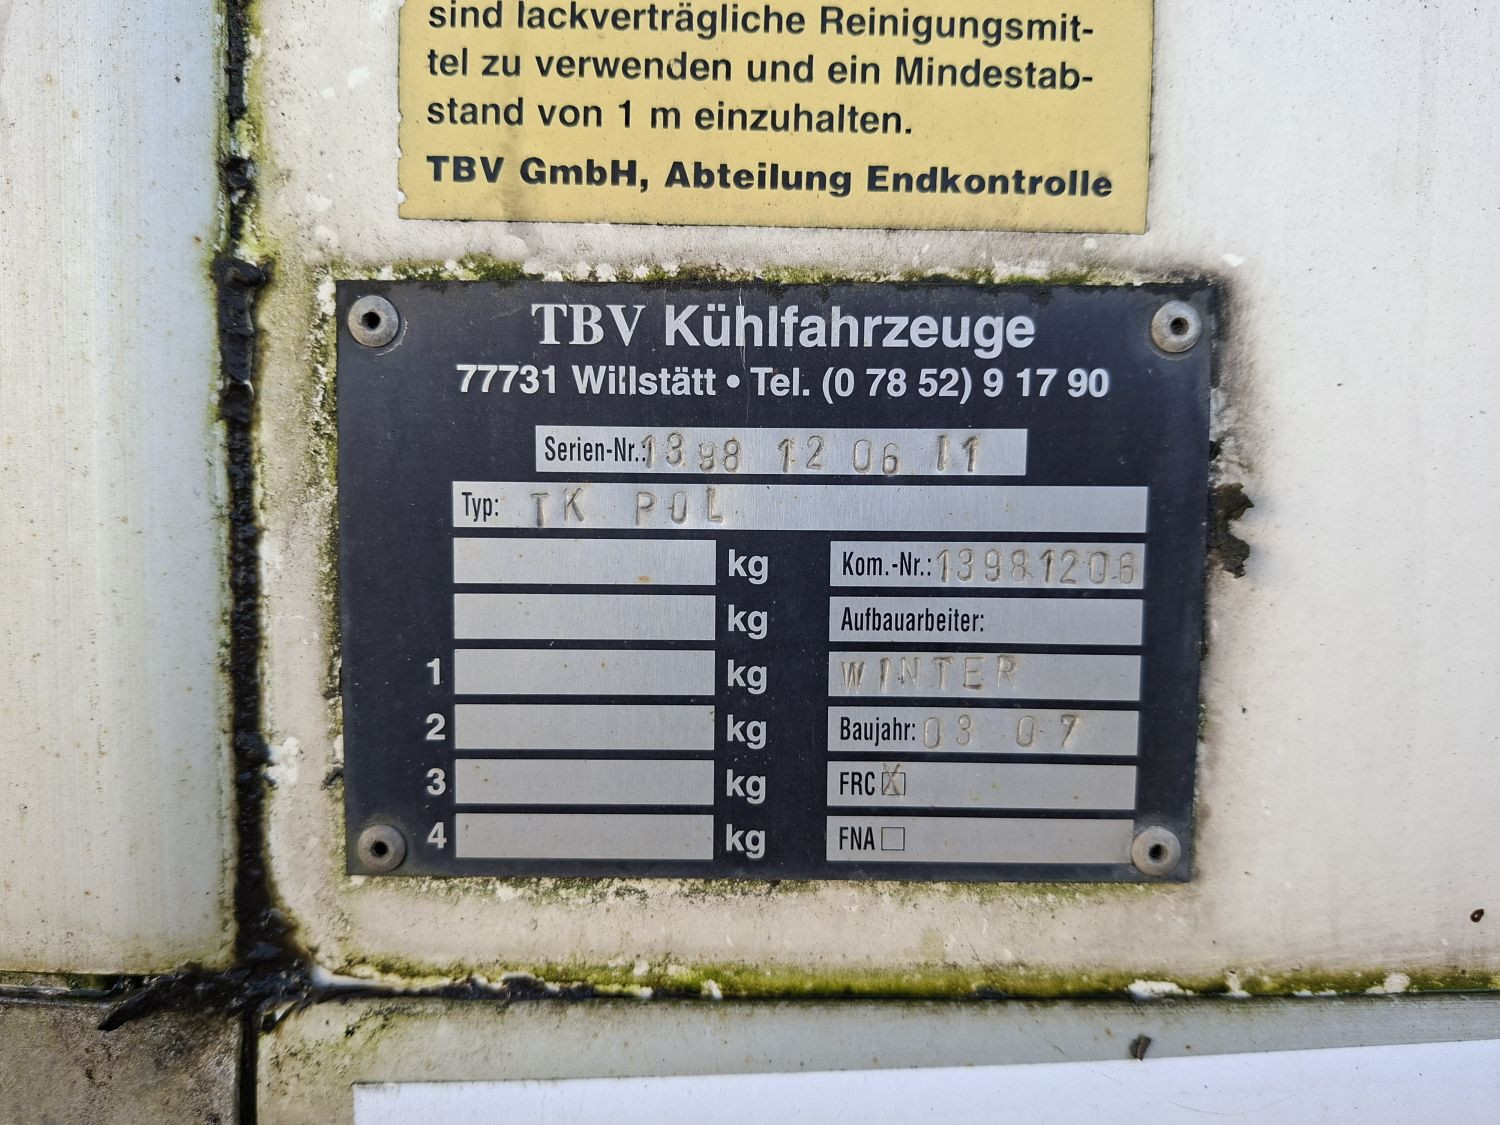 sind lackverträgliche Reinigungsmit-
tel zu verwenden und ein Mindestab-
stand von 1 m einzuhalten.
TBV GmbH, Abteilung Endkontrolle
TBV Kühlfahrzeuge
77731 Willstätt • Tel. (0 78 52) 9 17 90
Serien-Nr.: 1398 12 06 11
Typ: TK POL
kg Kom.-Nr.: 13981206
kg Aufbauarbeiter:
1 kg WINTER
2 kg Baujahr: 03 07
3 kg FRC X
4 kg FNA